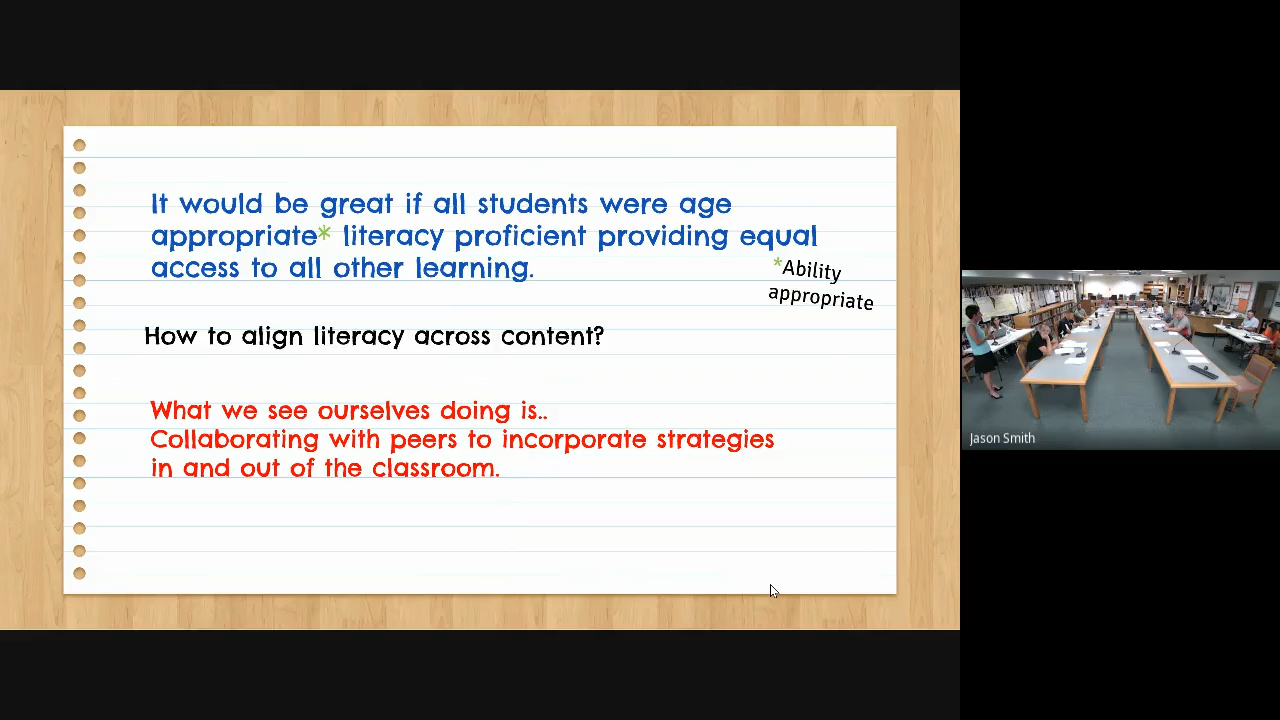 It would be great if all students were age
appropriate* literacy proficient providing equal
access to all other learning.
*Ability
appropriate
How to align literacy across content?
What we see ourselves doing is..
Collaborating with peers to incorporate strategies
in and out of the classroom.
Jason Smith